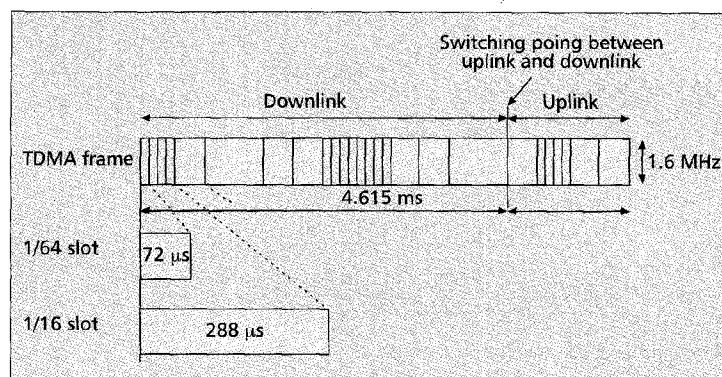 Switching poing between
uplink and downlink
Downlink
Uplink
TDMA frame
1.6 MHz
4.615 ms
1/64 slot
72 μs
1/16 slot
288 μs